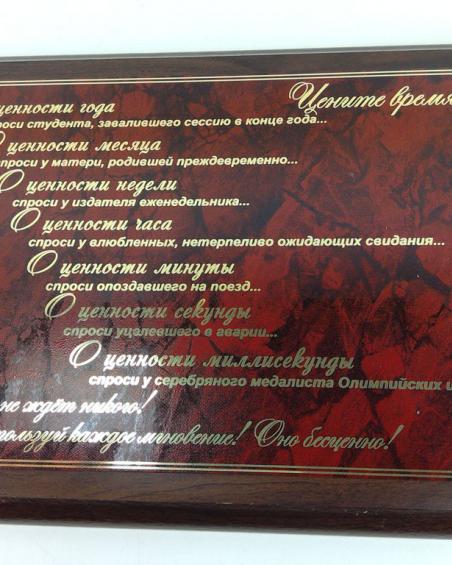 Цените время
ценности года
роси студента, завалившего сессию в конце года...
ценности месяца
спроси у матери, родившей преждевременно...
О ценности недели
спроси у издателя еженедельника...
О ценности часа
спроси у влюбленных, нетерпеливо ожидающих свидания...
О ценности минуты
спроси опоздавшего на поезд...
О ценности секунды
спроси уцелевшего в аварии...
О ценности миллисекунды
спроси у серебряного медалиста Олимпийских и
не ждёт никого!
пользуй каждое мгновение! Оно бесценно!